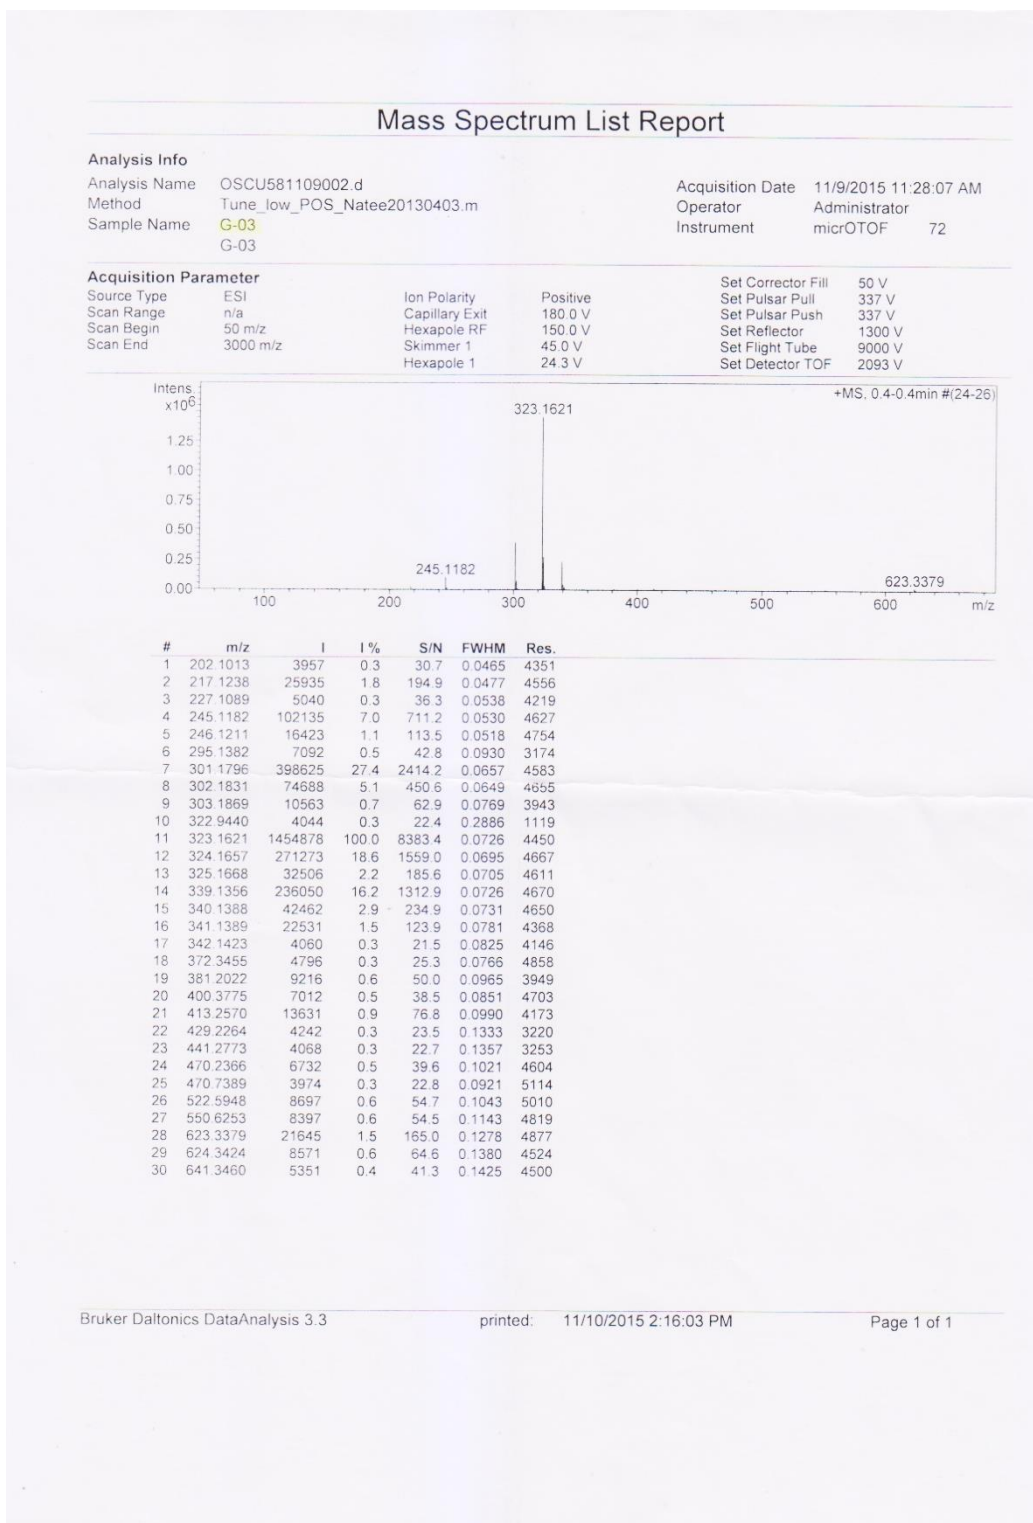 Mass Spectrum List Report
Analysis Info
Analysis Name OSCU581109002.d Acquisition Date 11/9/2015 11:28:07 AM
Method Tune_low_POS_Natee20130403.m Operator Administrator
Sample Name G-03 Instrument micrOTOF 72
G-03
Acquisition Parameter Set Corrector Fill 50 V
Source Type ESI Ion Polarity Positive Set Pulsar Pull 337 V
Scan Range n/a Capillary Exit 180.0 V Set Pulsar Push 337 V
Scan Begin 50 m/z Hexapole RF 150.0 V Set Reflector 1300 V
Scan End 3000 m/z Skimmer 1 45.0 V Set Flight Tube 9000 V
Hexapole 1 24.3 V Set Detector TOF 2093 V
Intens. +MS, 0.4-0.4min #(24-26)
x10⁶ 323.1621
1.25
1.00
0.75
0.50
0.25 245.1182
0.00 623.3379
100 200 300 400 500 600 m/z
# m/z I I % S/N FWHM Res.
1 202.1013 3957 0.3 30.7 0.0465 4351
2 217.1238 25935 1.8 194.9 0.0477 4556
3 227.1089 5040 0.3 36.3 0.0538 4219
4 245.1182 102135 7.0 711.2 0.0530 4627
5 246.1211 16423 1.1 113.5 0.0518 4754
6 295.1382 7092 0.5 42.8 0.0930 3174
7 301.1796 398625 27.4 2414.2 0.0657 4583
8 302.1831 74688 5.1 450.6 0.0649 4655
9 303.1869 10563 0.7 62.9 0.0769 3943
10 322.9440 4044 0.3 22.4 0.2886 1119
11 323.1621 1454878 100.0 8383.4 0.0726 4450
12 324.1657 271273 18.6 1559.0 0.0695 4667
13 325.1668 32506 2.2 185.6 0.0705 4611
14 339.1356 236050 16.2 1312.9 0.0726 4670
15 340.1388 42462 2.9 234.9 0.0731 4650
16 341.1389 22531 1.5 123.9 0.0781 4368
17 342.1423 4060 0.3 21.5 0.0825 4146
18 372.3455 4796 0.3 25.3 0.0766 4858
19 381.2022 9216 0.6 50.0 0.0965 3949
20 400.3775 7012 0.5 38.5 0.0851 4703
21 413.2570 13631 0.9 76.8 0.0990 4173
22 429.2264 4242 0.3 23.5 0.1333 3220
23 441.2773 4068 0.3 22.7 0.1357 3253
24 470.2366 6732 0.5 39.6 0.1021 4604
25 470.7389 3974 0.3 22.8 0.0921 5114
26 522.5948 8697 0.6 54.7 0.1043 5010
27 550.6253 8397 0.6 54.5 0.1143 4819
28 623.3379 21645 1.5 165.0 0.1278 4877
29 624.3424 8571 0.6 64.6 0.1380 4524
30 641.3460 5351 0.4 41.3 0.1425 4500
Bruker Daltonics DataAnalysis 3.3 printed: 11/10/2015 2:16:03 PM Page 1 of 1